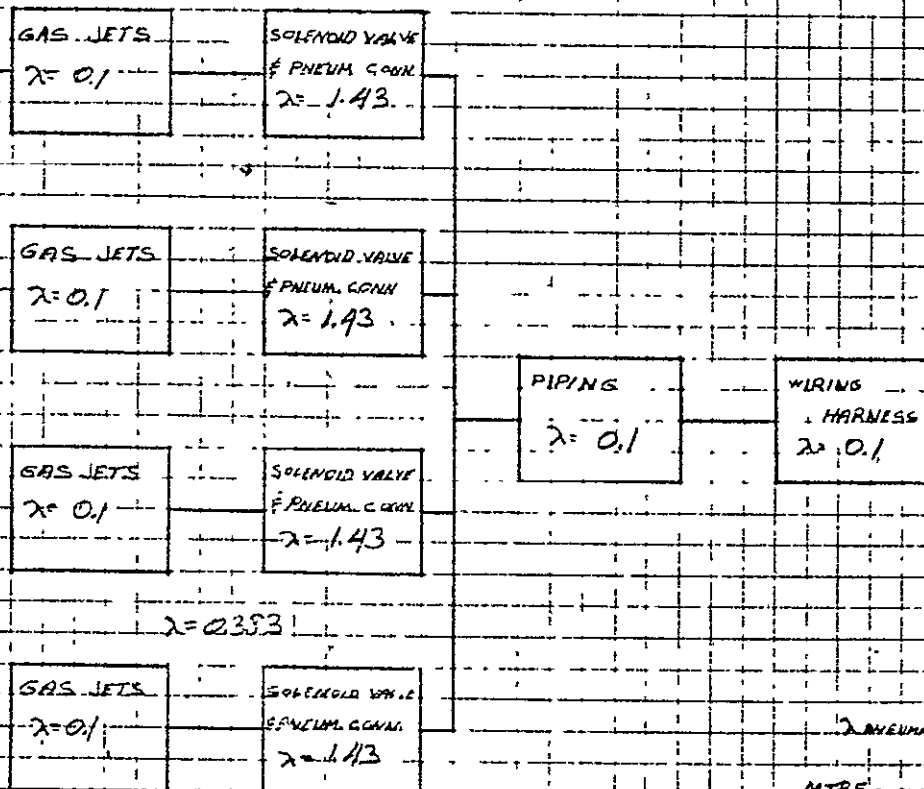 GAS JETS
λ= 0.1
SOLENOID VALVE
& PNEUM CONN
λ= 1.43
GAS JETS
λ= 0.1
SOLENOID VALVE
& PNEUM. CONN
λ= 1.43
PIPING
λ= 0.1
WIRING
HARNESS
λ= 0.1
GAS JETS
λ= 0.1
SOLENOID VALVE
& PNEUM. CONN
λ= 1.43
GAS JETS
λ= 0.1
SOLENOID VALVE
& PNEUM. CONN.
λ= 1.43
MTBF